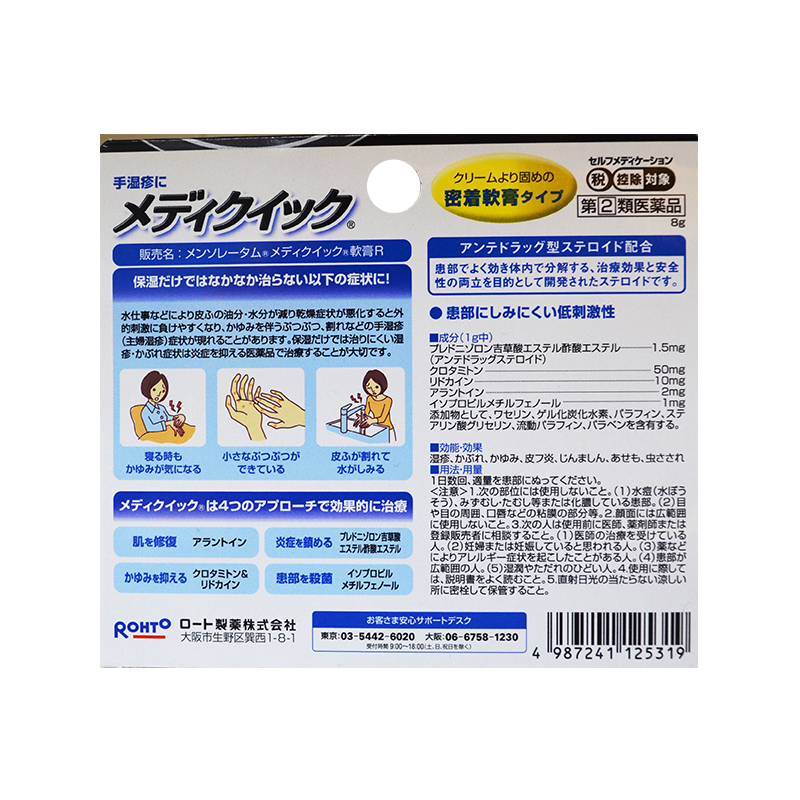 手湿疹に
メディクイック®
販売名：メンソレータム®メディクイック®軟膏R
保湿だけではなかなか治らない以下の症状に!
水仕事などにより皮ふの油分・水分が減り乾燥症状が悪化すると外
的刺激に負けやすくなり、かゆみを伴うぶつぶつ、割れなどの手湿疹
(主婦湿疹)症状が現れることがあります。保湿だけでは治りにくい湿
疹・かぶれ症状は炎症を抑える医薬品で治療することが大切です。
寝る時も
かゆみが気になる
小さなぶつぶつが
できている
皮ふが割れて
水がしみる
メディクイック®は4つのアプローチで効果的に治療
肌を修復 アラントイン
炎症を鎮める プレドニゾロン吉草酸
エステル酢酸エステル
かゆみを抑える クロタミトン&
リドカイン
患部を殺菌 イソプロピル
メチルフェノール
ROHTO ロート製薬株式会社
大阪市生野区巽西1-8-1
クリームより固めの
密着軟膏タイプ
セルフメディケーション
税 控除 対象
指定②類医薬品
8g
アンテドラッグ型ステロイド配合
患部でよく効き体内で分解する、治療効果と安全
性の両立を目的として開発されたステロイドです。
●患部にしみにくい低刺激性
■成分(1g中)
プレドニゾロン吉草酸エステル酢酸エステル 1.5mg
(アンテドラッグステロイド)
クロタミトン 50mg
リドカイン 10mg
アラントイン 2mg
イソプロピルメチルフェノール 1mg
添加物として、ワセリン、ゲル化炭化水素、パラフィン、ステ
アリン酸グリセリン、流動パラフィン、パラベンを含有する。
■効能・効果
湿疹、かぶれ、かゆみ、皮フ炎、じんましん、あせも、虫さされ
■用法・用量
1日数回、適量を患部にぬってください。
<注意>1.次の部位には使用しないこと。(1)水痘(水ぼう
そう)、みずむし・たむし等または化膿している患部。(2)目
や目の周囲、口唇などの粘膜の部分等。2.顔面には広範囲
に使用しないこと。3.次の人は使用前に医師、薬剤師または
登録販売者に相談すること。(1)医師の治療を受けている
人。(2)妊婦または妊娠していると思われる人。(3)薬など
によりアレルギー症状を起こしたことがある人。(4)患部が
広範囲の人。(5)湿潤やただれのひどい人。4.使用に際して
は、説明書をよく読むこと。5.直射日光の当たらない涼しい
所に密栓して保管すること。
お客さま安心サポートデスク
東京:03-5442-6020 大阪:06-6758-1230
受付時間 9:00〜18:00(土、日、祝日を除く)
4 987241 125319